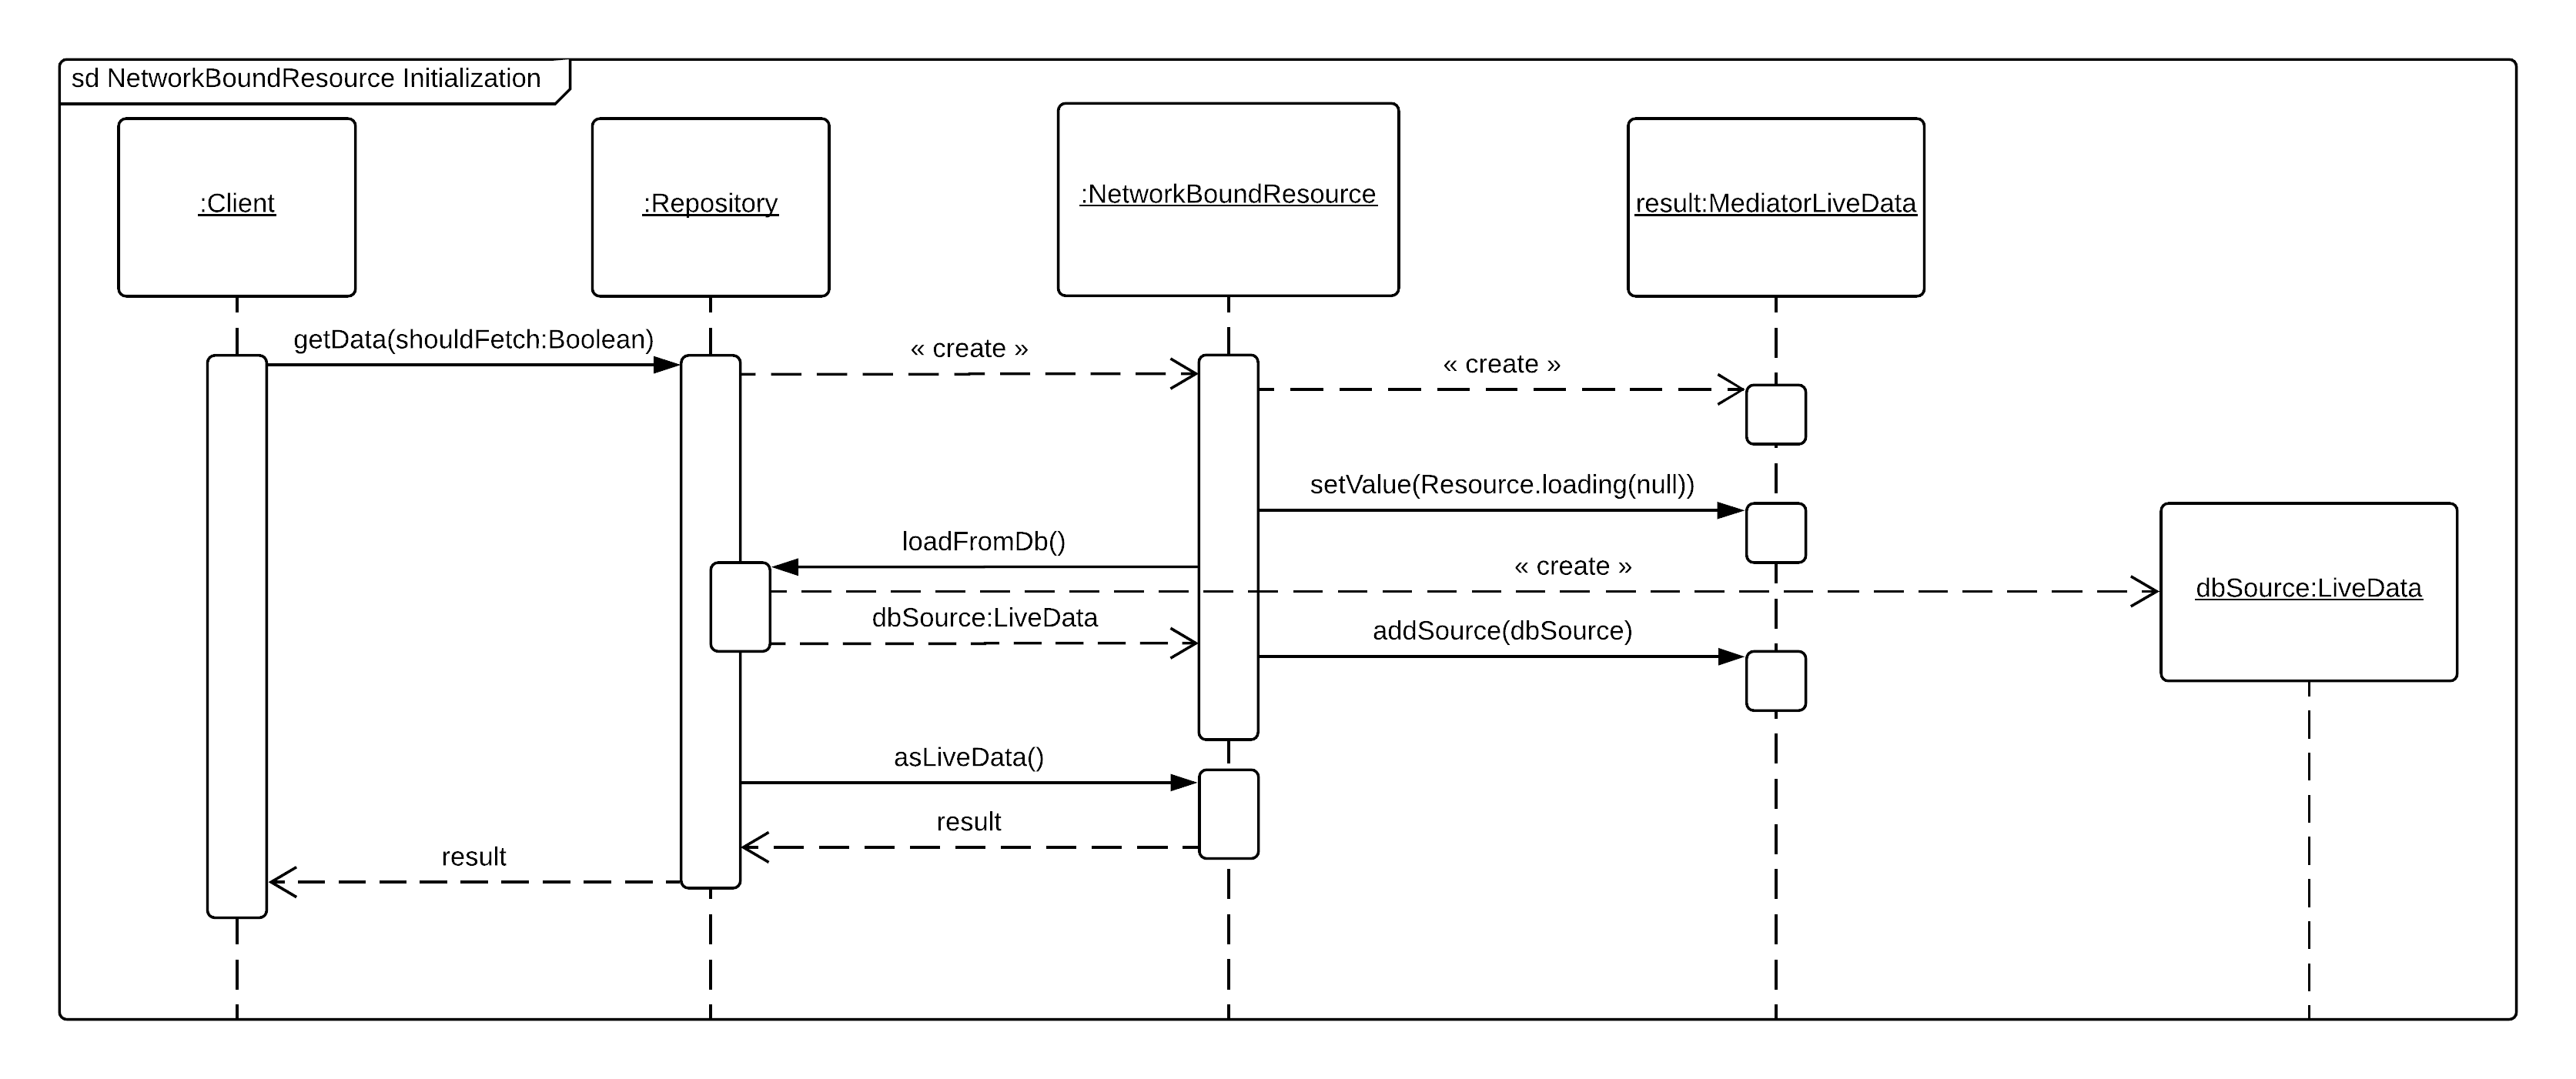 sd NetworkBoundResource Initialization
:Client
:Repository
:NetworkBoundResource
result:MediatorLiveData
getData(shouldFetch:Boolean)
« create »
« create »
setValue(Resource.loading(null))
loadFromDb()
« create »
dbSource:LiveData
dbSource:LiveData
addSource(dbSource)
asLiveData()
result
result